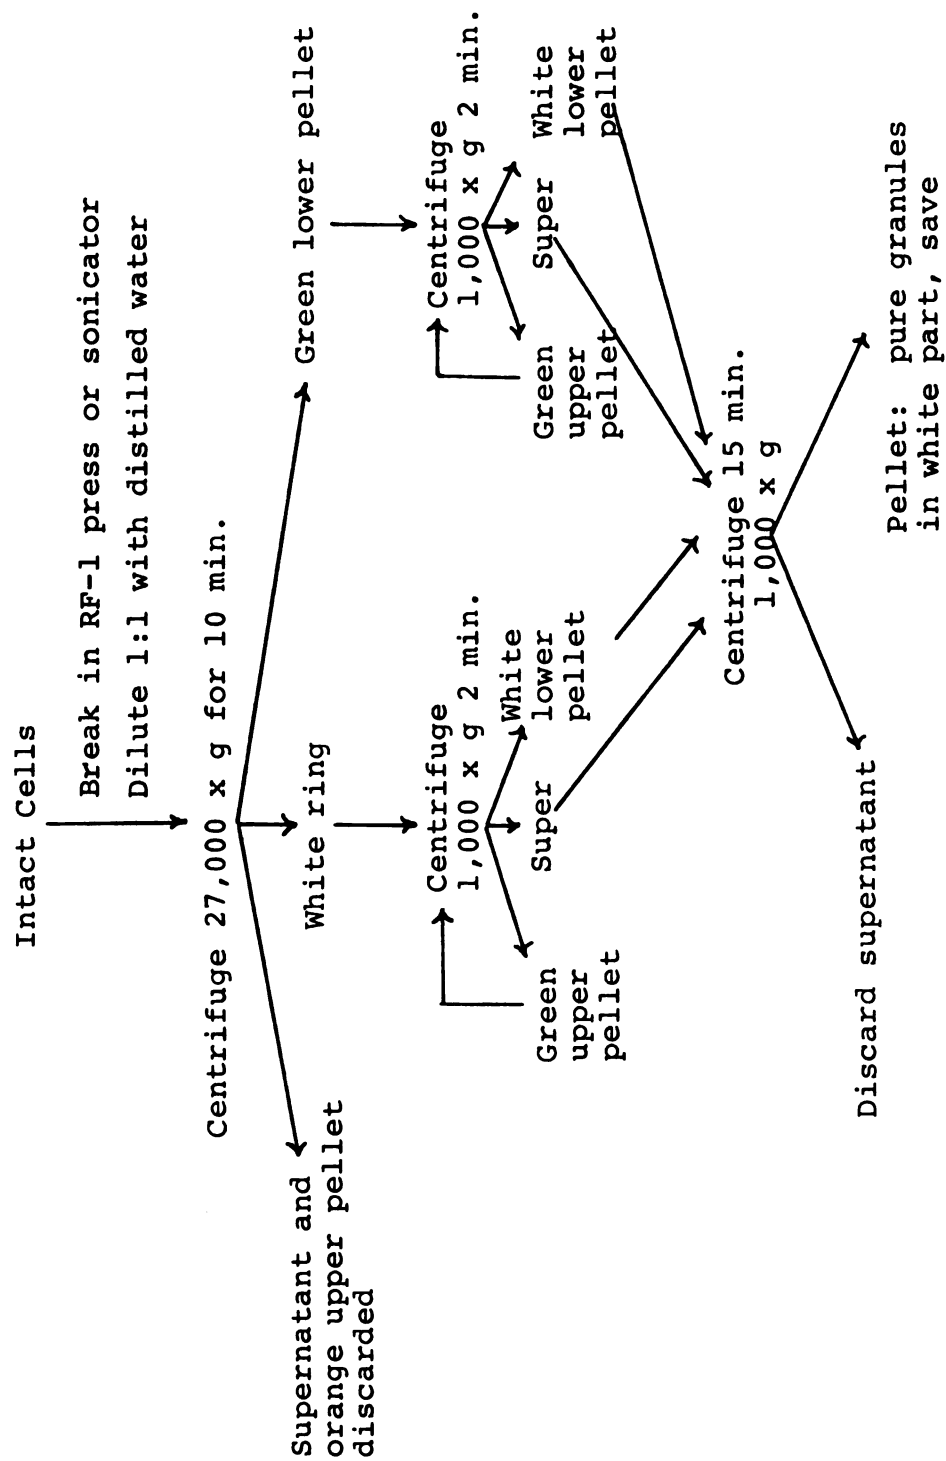 Intact Cells
Break in RF-1 press or sonicator
Dilute 1:1 with distilled water
Centrifuge 27,000 x g for 10 min.
Supernatant and
orange upper pellet
discarded
White ring
Green lower pellet
Centrifuge
1,000 x g 2 min.
Green
upper
pellet
Super
White
lower
pellet
Centrifuge
1,000 x g 2 min.
Green
upper
pellet
Super
White
lower
pellet
Centrifuge 15 min.
1,000 x g
Discard supernatant
Pellet: pure granules
in white part, save